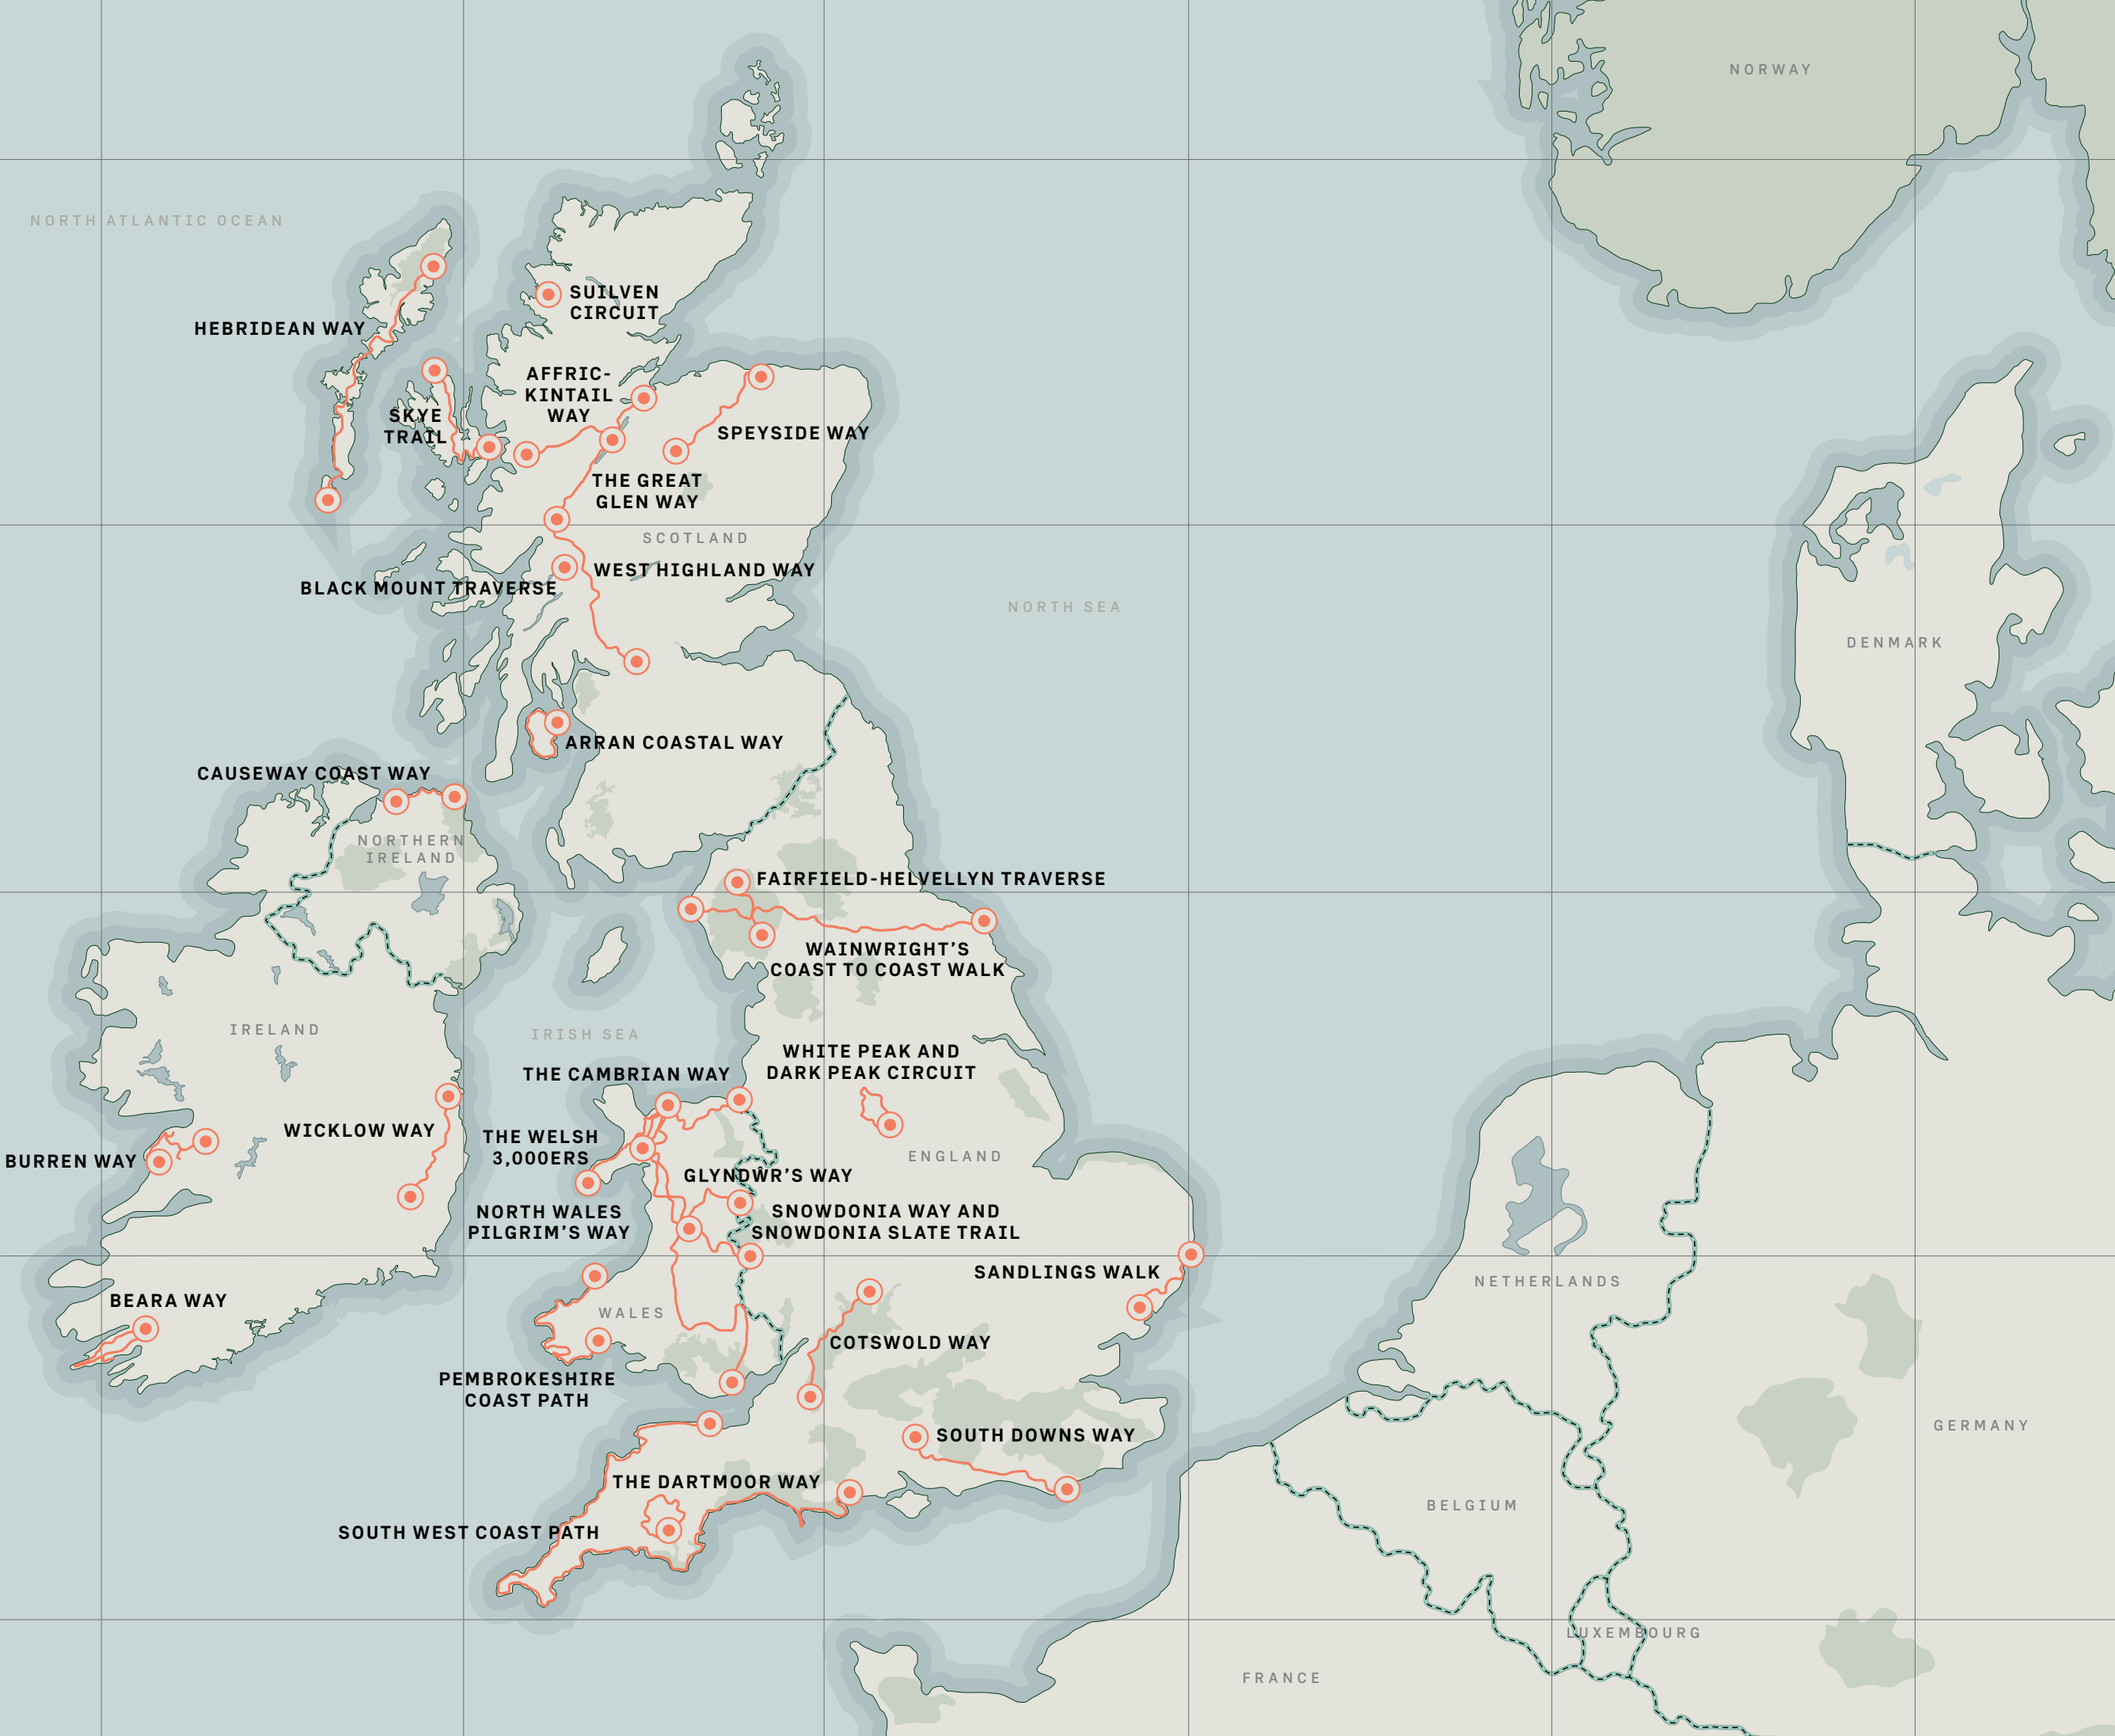 NORWAY
NORTH ATLANTIC OCEAN
SUILVEN
CIRCUIT
HEBRIDEAN WAY
AFFRIC-
KINTAIL
WAY
SKYE
TRAIL
SPEYSIDE WAY
THE GREAT
GLEN WAY
SCOTLAND
WEST HIGHLAND WAY
BLACK MOUNT TRAVERSE
NORTH SEA
DENMARK
ARRAN COASTAL WAY
CAUSEWAY COAST WAY
NORTHERN
IRELAND
FAIRFIELD-HELVELLYN TRAVERSE
WAINWRIGHT’S
COAST TO COAST WALK
IRELAND
IRISH SEA
WHITE PEAK AND
DARK PEAK CIRCUIT
THE CAMBRIAN WAY
WICKLOW WAY
THE WELSH
3,000ERS
BURREN WAY
ENGLAND
GLYNDŴR’S WAY
NORTH WALES
PILGRIM’S WAY
SNOWDONIA WAY AND
SNOWDONIA SLATE TRAIL
SANDLINGS WALK
NETHERLANDS
BEARA WAY
WALES
COTSWOLD WAY
PEMBROKESHIRE
COAST PATH
GERMANY
SOUTH DOWNS WAY
THE DARTMOOR WAY
BELGIUM
SOUTH WEST COAST PATH
LUXEMBOURG
FRANCE